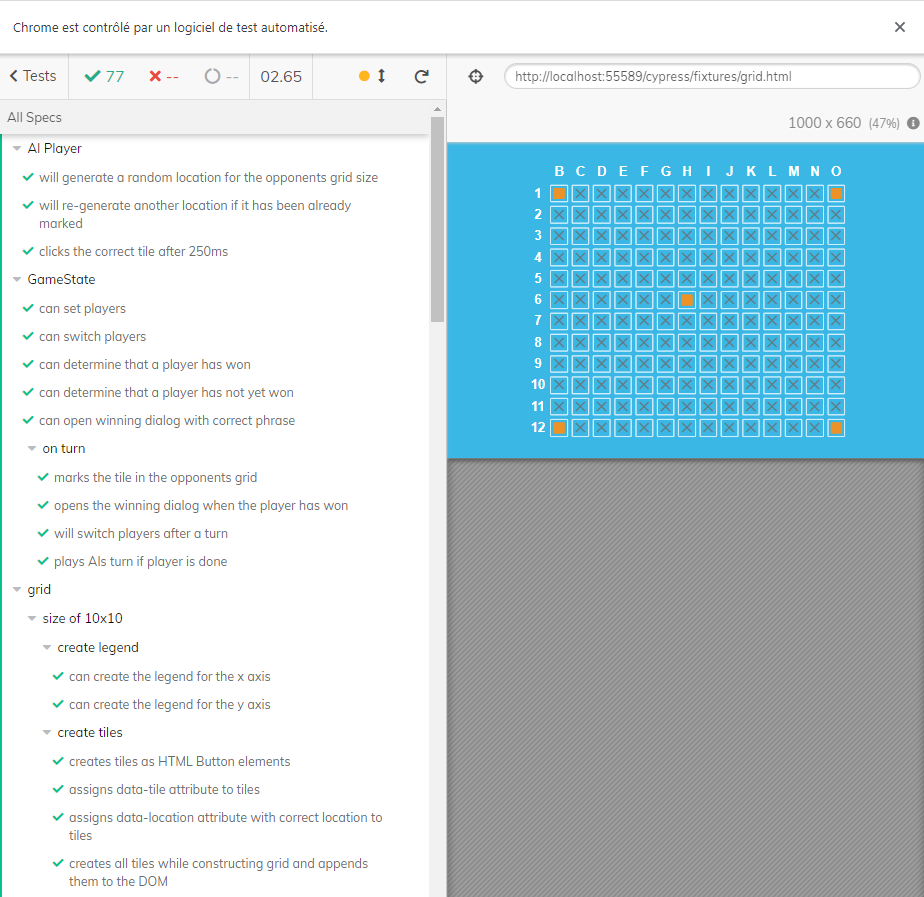 Chrome est contrôlé par un logiciel de test automatisé.
Tests 77 -- -- 02.65
http://localhost:55589/cypress/fixtures/grid.html
All Specs
1000 x 660 (47%)
AI Player
will generate a random location for the opponents grid size
will re-generate another location if it has been already
marked
clicks the correct tile after 250ms
GameState
can set players
can switch players
can determine that a player has won
can determine that a player has not yet won
can open winning dialog with correct phrase
on turn
marks the tile in the opponents grid
opens the winning dialog when the player has won
will switch players after a turn
plays AIs turn if player is done
grid
size of 10x10
create legend
can create the legend for the x axis
can create the legend for the y axis
create tiles
creates tiles as HTML Button elements
assigns data-tile attribute to tiles
assigns data-location attribute with correct location to
tiles
creates all tiles while constructing grid and appends
them to the DOM
B C D E F G H I J K L M N O
1
2
3
4
5
6
7
8
9
10
11
12